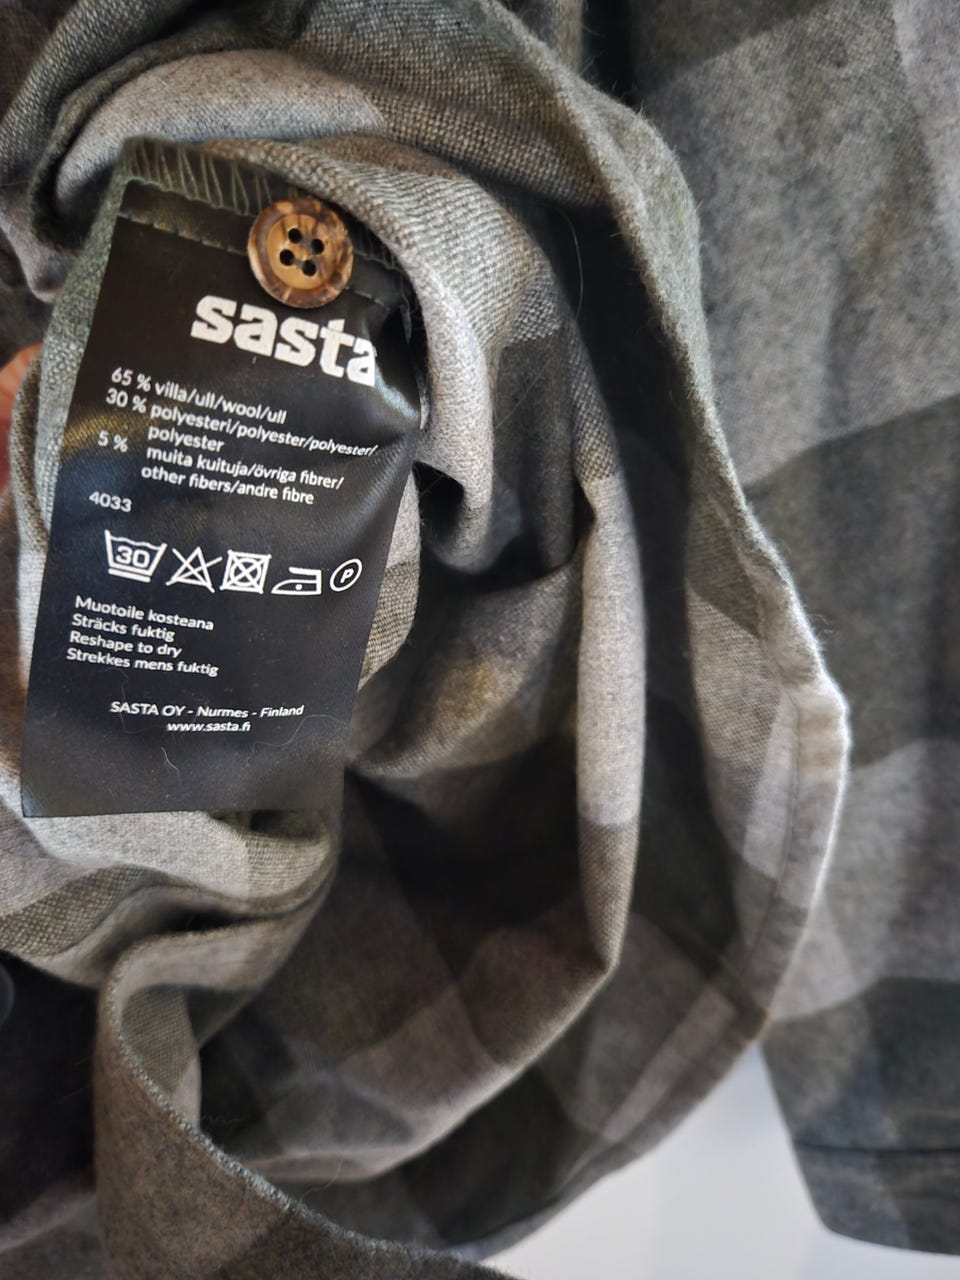 sasta
65 % villa/ull/wool/ull
30 % polyesteri/polyester/polyester/
polyester
5 % muita kuituja/övriga fibrer/
other fibers/andre fibre
4033
30 P
Muotoile kosteana
Sträcks fuktig
Reshape to dry
Strekkes mens fuktig
SASTA OY - Nurmes - Finland
www.sasta.fi